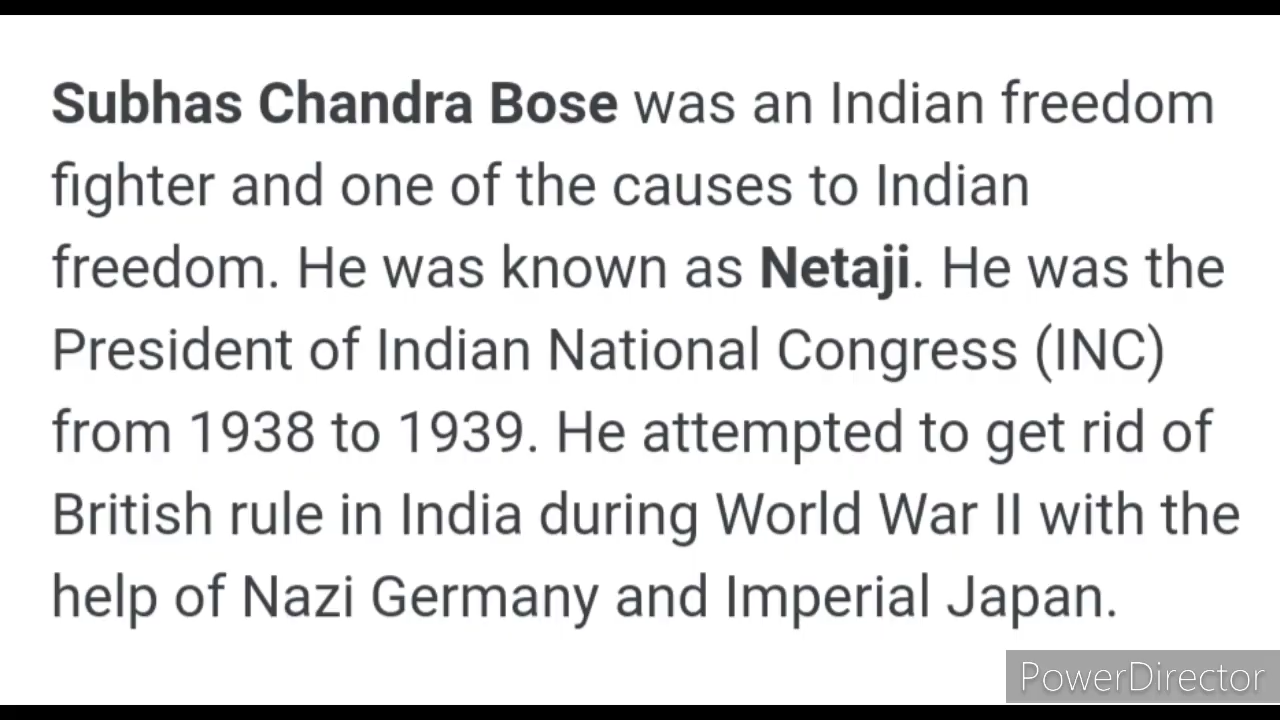 Subhas Chandra Bose was an Indian freedom
fighter and one of the causes to Indian
freedom. He was known as Netaji. He was the
President of Indian National Congress (INC)
from 1938 to 1939. He attempted to get rid of
British rule in India during World War II with the
help of Nazi Germany and Imperial Japan.
PowerDirector